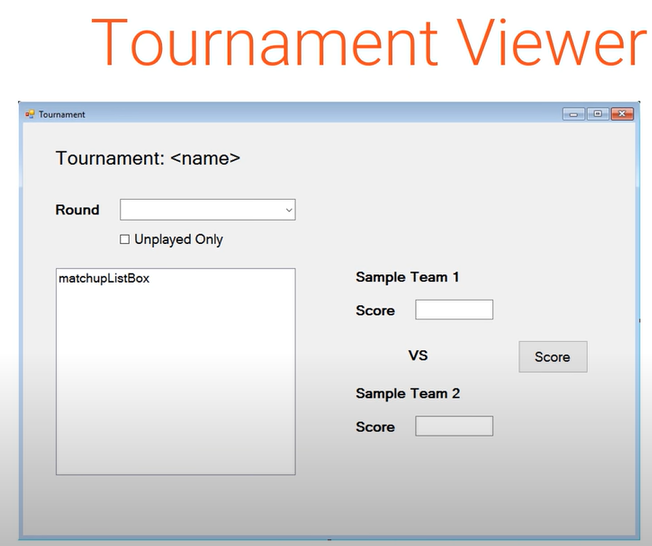 Tournament Viewer
Tournament
Tournament: <name>
Round
Unplayed Only
matchupListBox
Sample Team 1
Score
VS
Score
Sample Team 2
Score